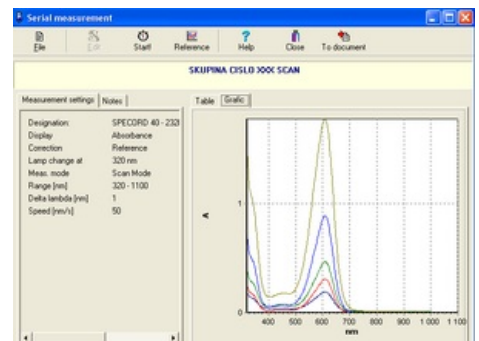 Serial measurement
File Edit Start! Reference Help Close To document
SKUPINA CISLO XXX SCAN
Measurement settings Notes
Designation: SPECORD 40 - 232
Display Absorbance
Correction Reference
Lamp change at 320 nm
Meas. mode Scan Mode
Range [nm] 320 - 1100
Delta lambda [nm] 1
Speed [nm/s] 50
Table Grafic
A
1
0
400 500 600 700 800 900 1 000 1 100
nm